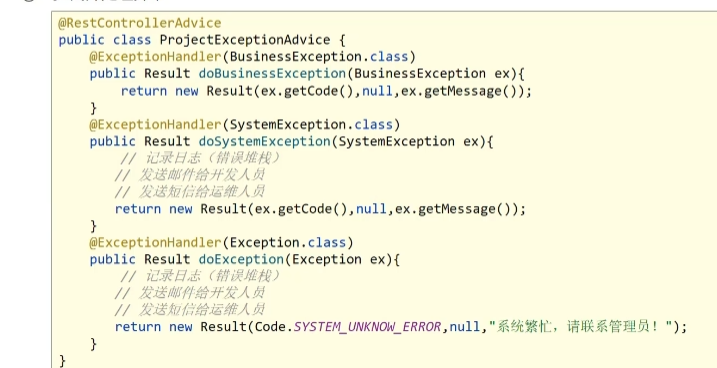 @RestControllerAdvice
public class ProjectExceptionAdvice {
    @ExceptionHandler(BusinessException.class)
    public Result doBusinessException(BusinessException ex){
        return new Result(ex.getCode(),null,ex.getMessage());
    }
    @ExceptionHandler(SystemException.class)
    public Result doSystemException(SystemException ex){
        // 记录日志（错误堆栈）
        // 发送邮件给开发人员
        // 发送短信给运维人员
        return new Result(ex.getCode(),null,ex.getMessage());
    }
    @ExceptionHandler(Exception.class)
    public Result doException(Exception ex){
        // 记录日志（错误堆栈）
        // 发送邮件给开发人员
        // 发送短信给运维人员
        return new Result(Code.SYSTEM_UNKNOW_ERROR,null,"系统繁忙，请联系管理员！");
    }
}